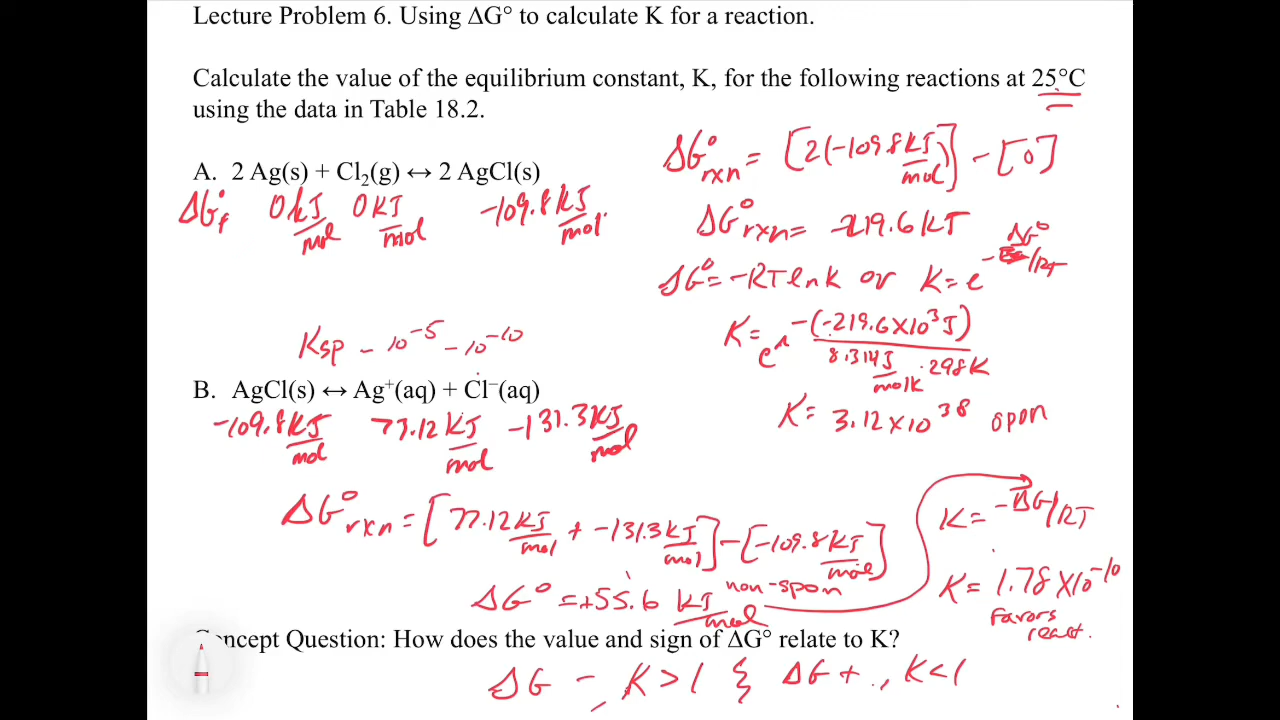 Lecture Problem 6. Using ΔG° to calculate K for a reaction.
Calculate the value of the equilibrium constant, K, for the following reactions at 25°C
using the data in Table 18.2.
A. 2 Ag(s) + Cl₂(g) ↔ 2 AgCl(s)
ΔG°f 0 kJ/mol 0 kJ/mol -109.8 kJ/mol
ΔG°rxn = [2(-109.8 kJ/mol)] - [0]
ΔG°rxn = -219.6 kJ
ΔG° = -RT ln K or K = e -ΔG°/RT
K = e^ -(-219.6 x 10³ J) / 8.314 J/mol K · 298K
K = 3.12 x 10³⁸ spon
Ksp - 10⁻⁵ - 10⁻¹⁰
B. AgCl(s) ↔ Ag⁺(aq) + Cl⁻(aq)
-109.8 kJ/mol 77.12 kJ/mol -131.3 kJ/mol
ΔG°rxn = [77.12 kJ/mol + -131.3 kJ/mol] - [-109.8 kJ/mol]
ΔG° = +55.6 kJ/mol non-spon
K = -ΔG/RT
K = 1.78 x 10⁻¹⁰
favors
react.
Concept Question: How does the value and sign of ΔG° relate to K?
ΔG - , K > 1 & ΔG + , K < 1